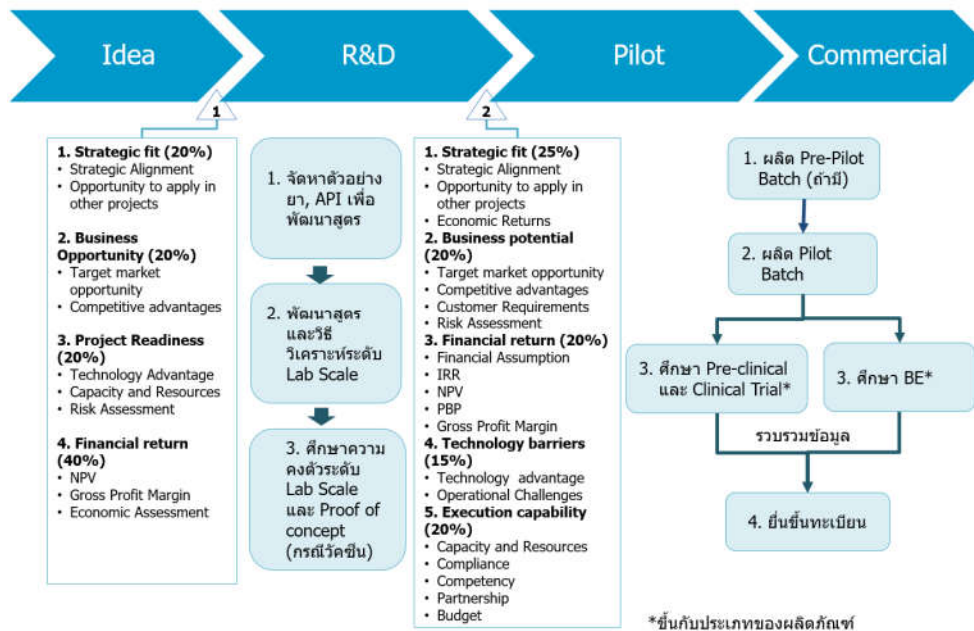 Idea
R&D
Pilot
Commercial
1
2
1. Strategic fit (20%)
• Strategic Alignment
• Opportunity to apply in
other projects
2. Business
Opportunity (20%)
• Target market
opportunity
• Competitive advantages
3. Project Readiness
(20%)
• Technology Advantage
• Capacity and Resources
• Risk Assessment
4. Financial return
(40%)
• NPV
• Gross Profit Margin
• Economic Assessment
1. จัดหาตัวอย่าง
ยา, API เพื่อ
พัฒนาสูตร
2. พัฒนาสูตร
และวิธี
วิเคราะห์ระดับ
Lab Scale
3. ศึกษาความ
คงตัวระดับ
Lab Scale
และ Proof of
concept
(กรณีวัคซีน)
1. Strategic fit (25%)
• Strategic Alignment
• Opportunity to apply in
other projects
• Economic Returns
2. Business potential
(20%)
• Target market opportunity
• Competitive advantages
• Customer Requirements
• Risk Assessment
3. Financial return (20%)
• Financial Assumption
• IRR
• NPV
• PBP
• Gross Profit Margin
4. Technology barriers
(15%)
• Technology advantage
• Operational Challenges
5. Execution capability
(20%)
• Capacity and Resources
• Compliance
• Competency
• Partnership
• Budget
1. ผลิต Pre-Pilot
Batch (ถ้ามี)
2. ผลิต Pilot
Batch
3. ศึกษา Pre-clinical
และ Clinical Trial*
3. ศึกษา BE*
รวบรวมข้อมูล
4. ยื่นขึ้นทะเบียน
*ขึ้นกับประเภทของผลิตภัณฑ์